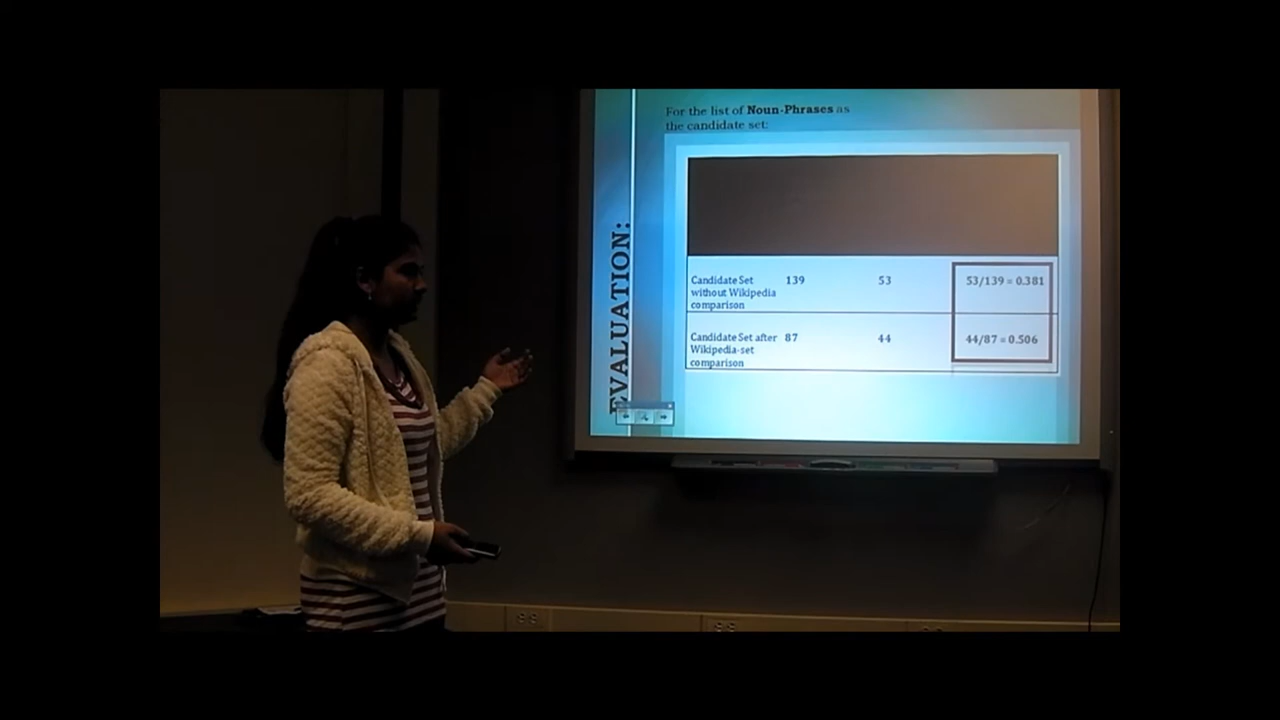 For the list of Noun-Phrases as
the candidate set:
EVALUATION:
Candidate Set 139 53 53/139 = 0.381
without Wikipedia
comparison
Candidate Set after 87 44 44/87 = 0.506
Wikipedia-set
comparison